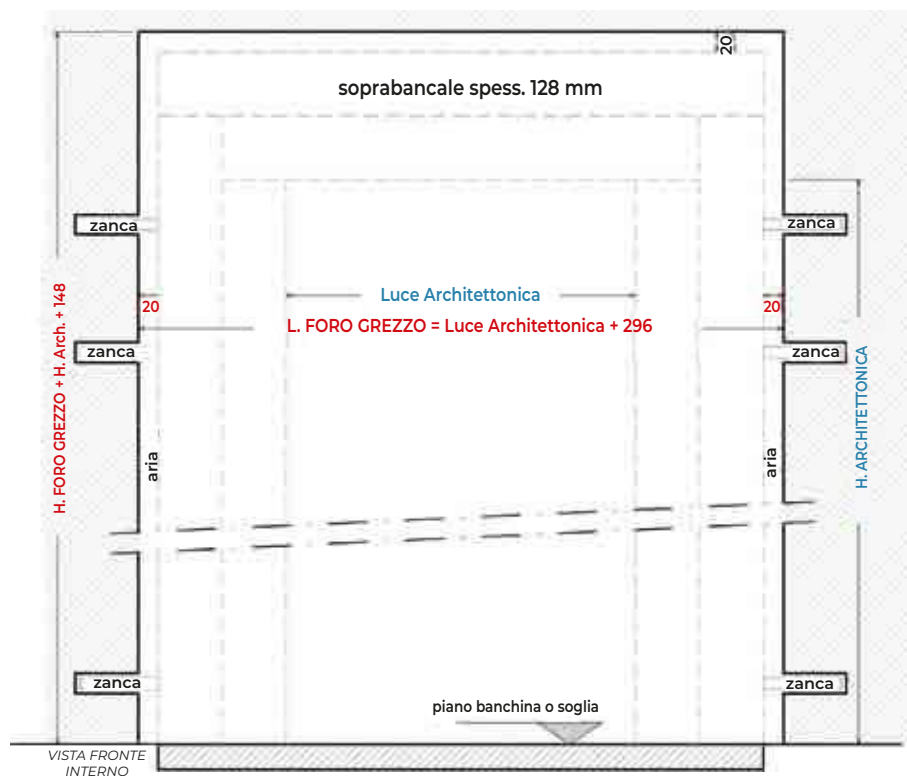 20
soprabancale spess. 128 mm
zanca
zanca
Luce Architettonica
20
20
L. FORO GREZZO = Luce Architettonica + 296
zanca
zanca
H. FORO GREZZO + H. Arch. + 148
H. ARCHITETTONICA
aria
aria
zanca
zanca
piano banchina o soglia
VISTA FRONTE
INTERNO